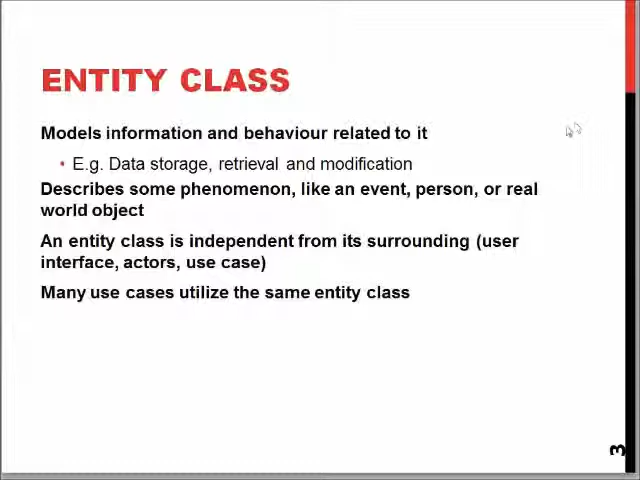 ENTITY CLASS
Models information and behaviour related to it
• E.g. Data storage, retrieval and modification
Describes some phenomenon, like an event, person, or real
world object
An entity class is independent from its surrounding (user
interface, actors, use case)
Many use cases utilize the same entity class
3